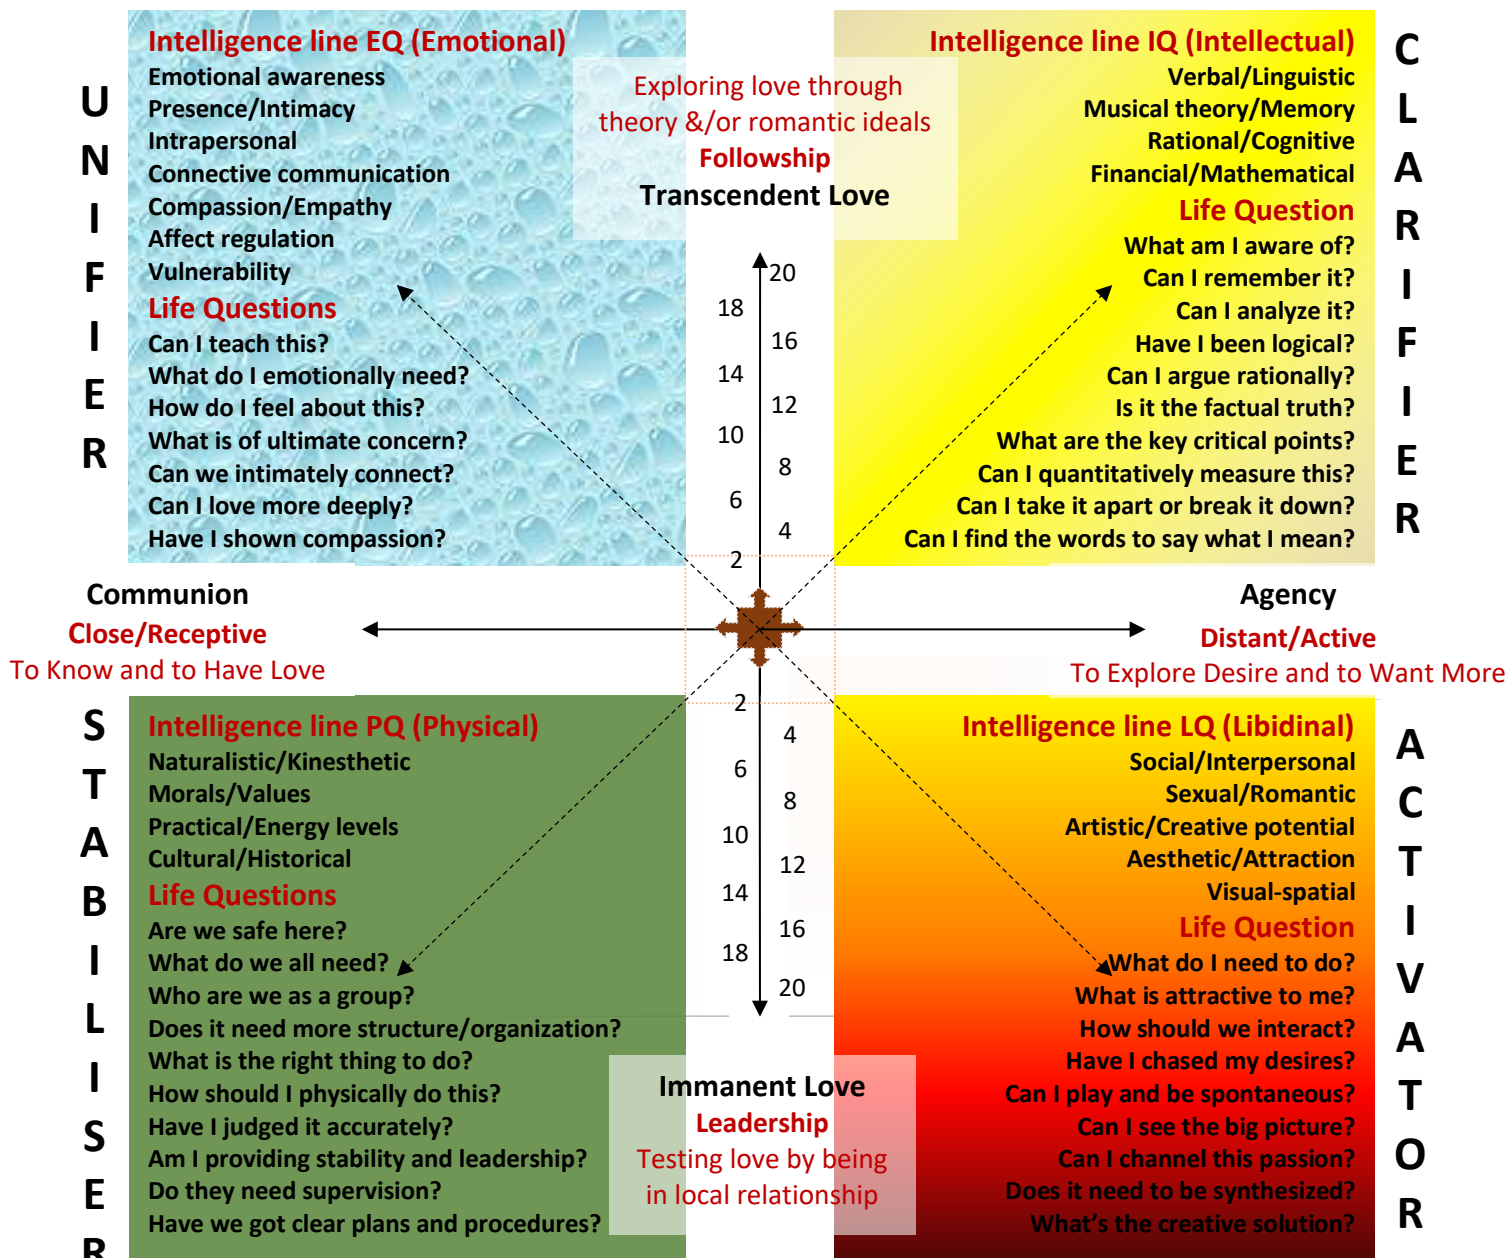 UNIFIER
Intelligence line EQ (Emotional)
Emotional awareness
Presence/Intimacy
Intrapersonal
Connective communication
Compassion/Empathy
Affect regulation
Vulnerability
Life Questions
Can I teach this?
What do I emotionally need?
How do I feel about this?
What is of ultimate concern?
Can we intimately connect?
Can I love more deeply?
Have I shown compassion?
Exploring love through
theory &/or romantic ideals
Followship
Transcendent Love
20
18
16
14
12
10
8
6
4
2
Intelligence line IQ (Intellectual)
Verbal/Linguistic
Musical theory/Memory
Rational/Cognitive
Financial/Mathematical
Life Question
What am I aware of?
Can I remember it?
Can I analyze it?
Have I been logical?
Can I argue rationally?
Is it the factual truth?
What are the key critical points?
Can I quantitatively measure this?
Can I take it apart or break it down?
Can I find the words to say what I mean?
CLARIFIER
Communion
Close/Receptive
To Know and to Have Love
Agency
Distant/Active
To Explore Desire and to Want More
STABILISER
Intelligence line PQ (Physical)
Naturalistic/Kinesthetic
Morals/Values
Practical/Energy levels
Cultural/Historical
Life Questions
Are we safe here?
What do we all need?
Who are we as a group?
Does it need more structure/organization?
What is the right thing to do?
How should I physically do this?
Have I judged it accurately?
Am I providing stability and leadership?
Do they need supervision?
Have we got clear plans and procedures?
2
4
6
8
10
12
14
16
18
20
Immanent Love
Leadership
Testing love by being
in local relationship
Intelligence line LQ (Libidinal)
Social/Interpersonal
Sexual/Romantic
Artistic/Creative potential
Aesthetic/Attraction
Visual-spatial
Life Question
What do I need to do?
What is attractive to me?
How should we interact?
Have I chased my desires?
Can I play and be spontaneous?
Can I see the big picture?
Can I channel this passion?
Does it need to be synthesized?
What's the creative solution?
ACTIVATOR